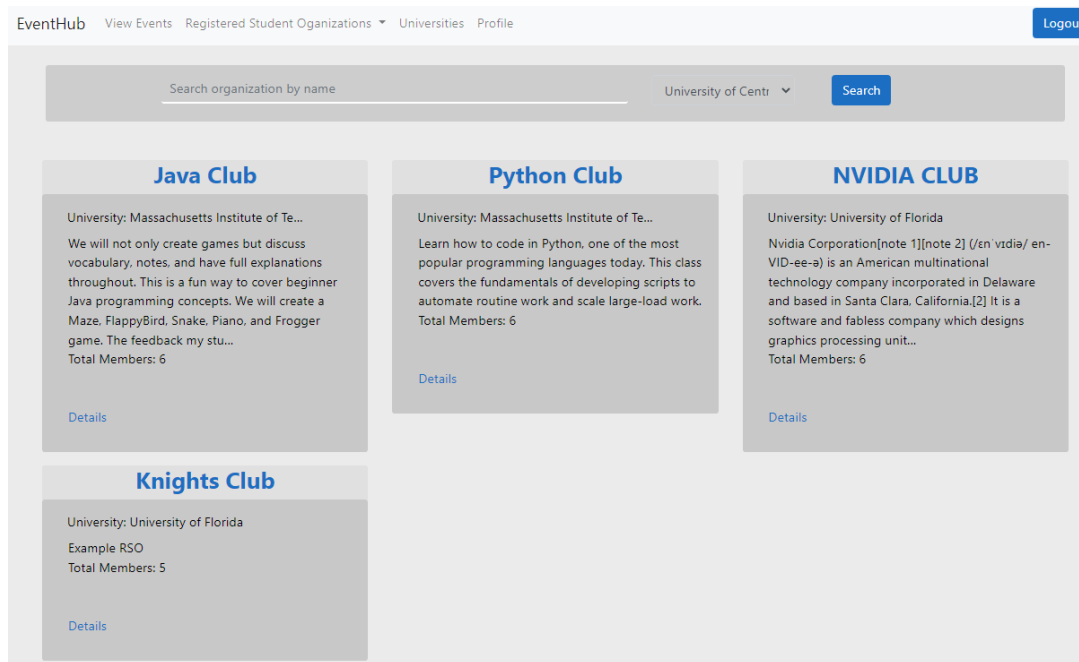 EventHub View Events Registered Student Oganizations Universities Profile Logou
Search organization by name University of Centr Search
Java Club
University: Massachusetts Institute of Te...
We will not only create games but discuss
vocabulary, notes, and have full explanations
throughout. This is a fun way to cover beginner
Java programming concepts. We will create a
Maze, FlappyBird, Snake, Piano, and Frogger
game. The feedback my stu...
Total Members: 6
Details
Python Club
University: Massachusetts Institute of Te...
Learn how to code in Python, one of the most
popular programming languages today. This class
covers the fundamentals of developing scripts to
automate routine work and scale large-load work.
Total Members: 6
Details
NVIDIA CLUB
University: University of Florida
Nvidia Corporation[note 1][note 2] (/ɛnˈvɪdiə/ en-
VID-ee-ə) is an American multinational
technology company incorporated in Delaware
and based in Santa Clara, California.[2] It is a
software and fabless company which designs
graphics processing unit...
Total Members: 6
Details
Knights Club
University: University of Florida
Example RSO
Total Members: 5
Details